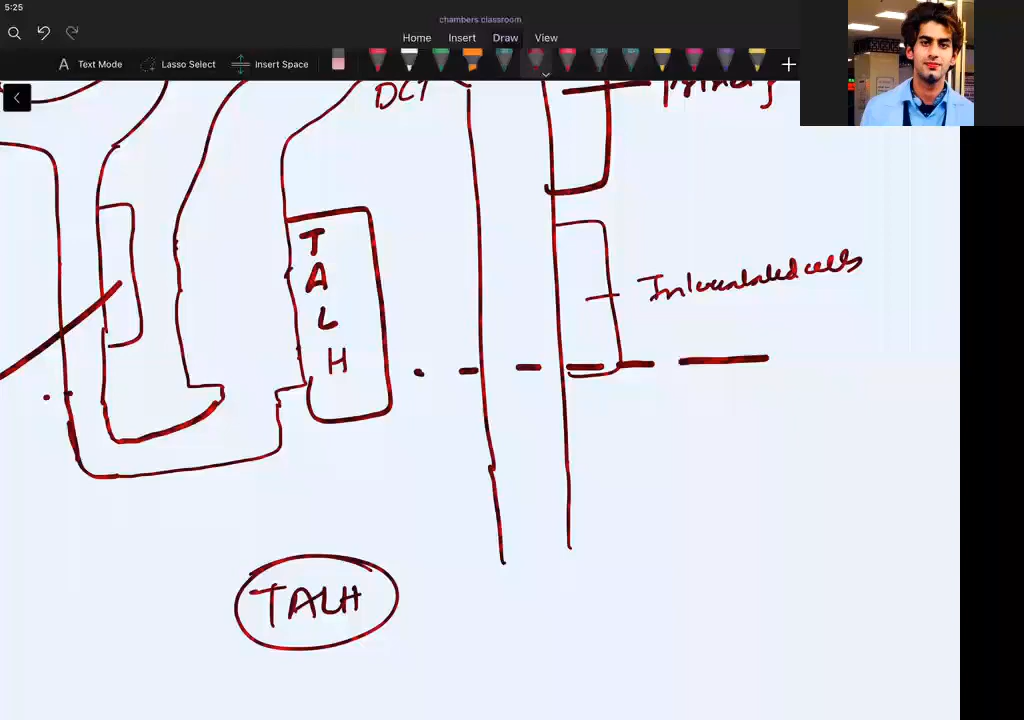 5:25
chambers classroom
Home Insert Draw View
Text Mode Lasso Select Insert Space
DCT
T
A
L
H
Intercalated cells
TALH